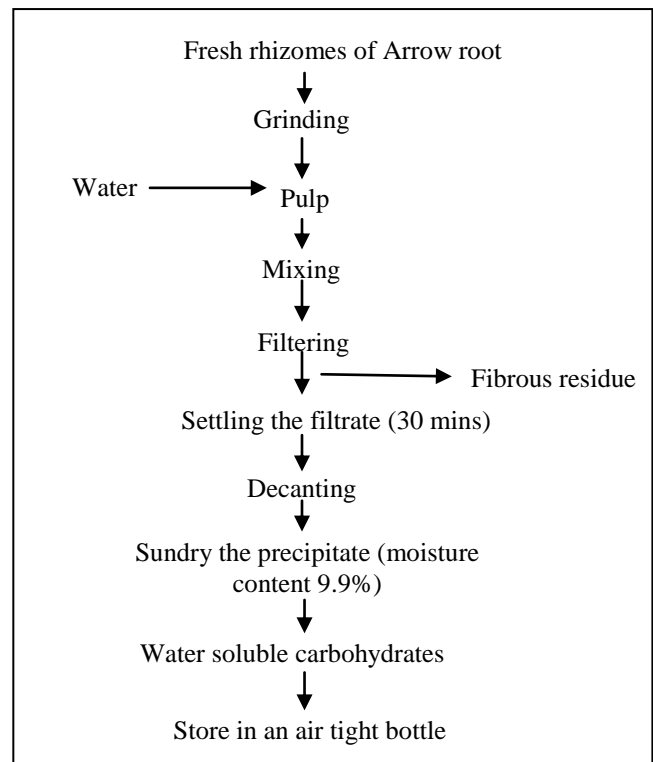 Fresh rhizomes of Arrow root
Grinding
Water
Pulp
Mixing
Filtering
Fibrous residue
Settling the filtrate (30 mins)
Decanting
Sundry the precipitate (moisture
content 9.9%)
Water soluble carbohydrates
Store in an air tight bottle